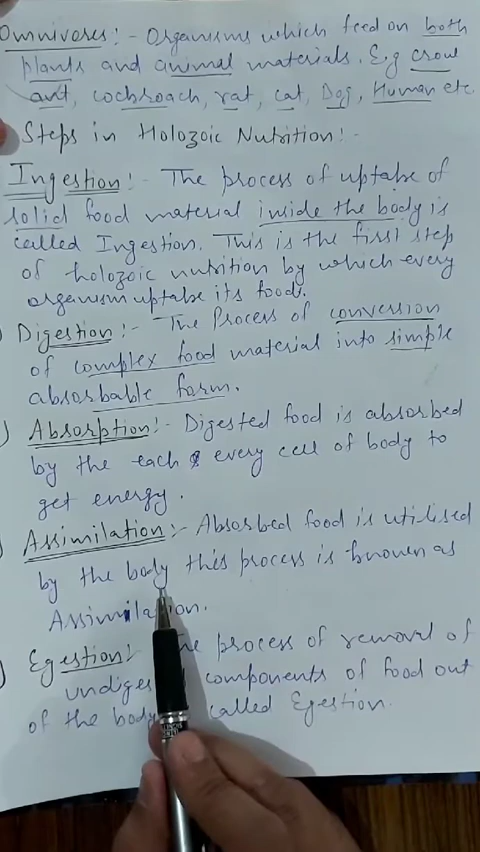 Omnivores:- Organisms which feed on both
plants and animal materials. E.g crow
ant, cochroach, rat, cat, Dog, Human etc.
Steps in Holozoic Nutrition:-
Ingestion:- The process of uptake of
solid food material inside the body is
called Ingestion. This is the first step
of holozoic nutrition by which every
organism uptake its food.
) Digestion:- The Process of conversion
of complex food material into simple
absorbable form.
) Absorption:- Digested food is absorbed
by the each & every cell of body to
get energy.
) Assimilation:- Absorbed food is utilised
by the body this process is known as
Assimilation.
) Egestion:- The process of removal of
components of food out
of the body called Egestion.